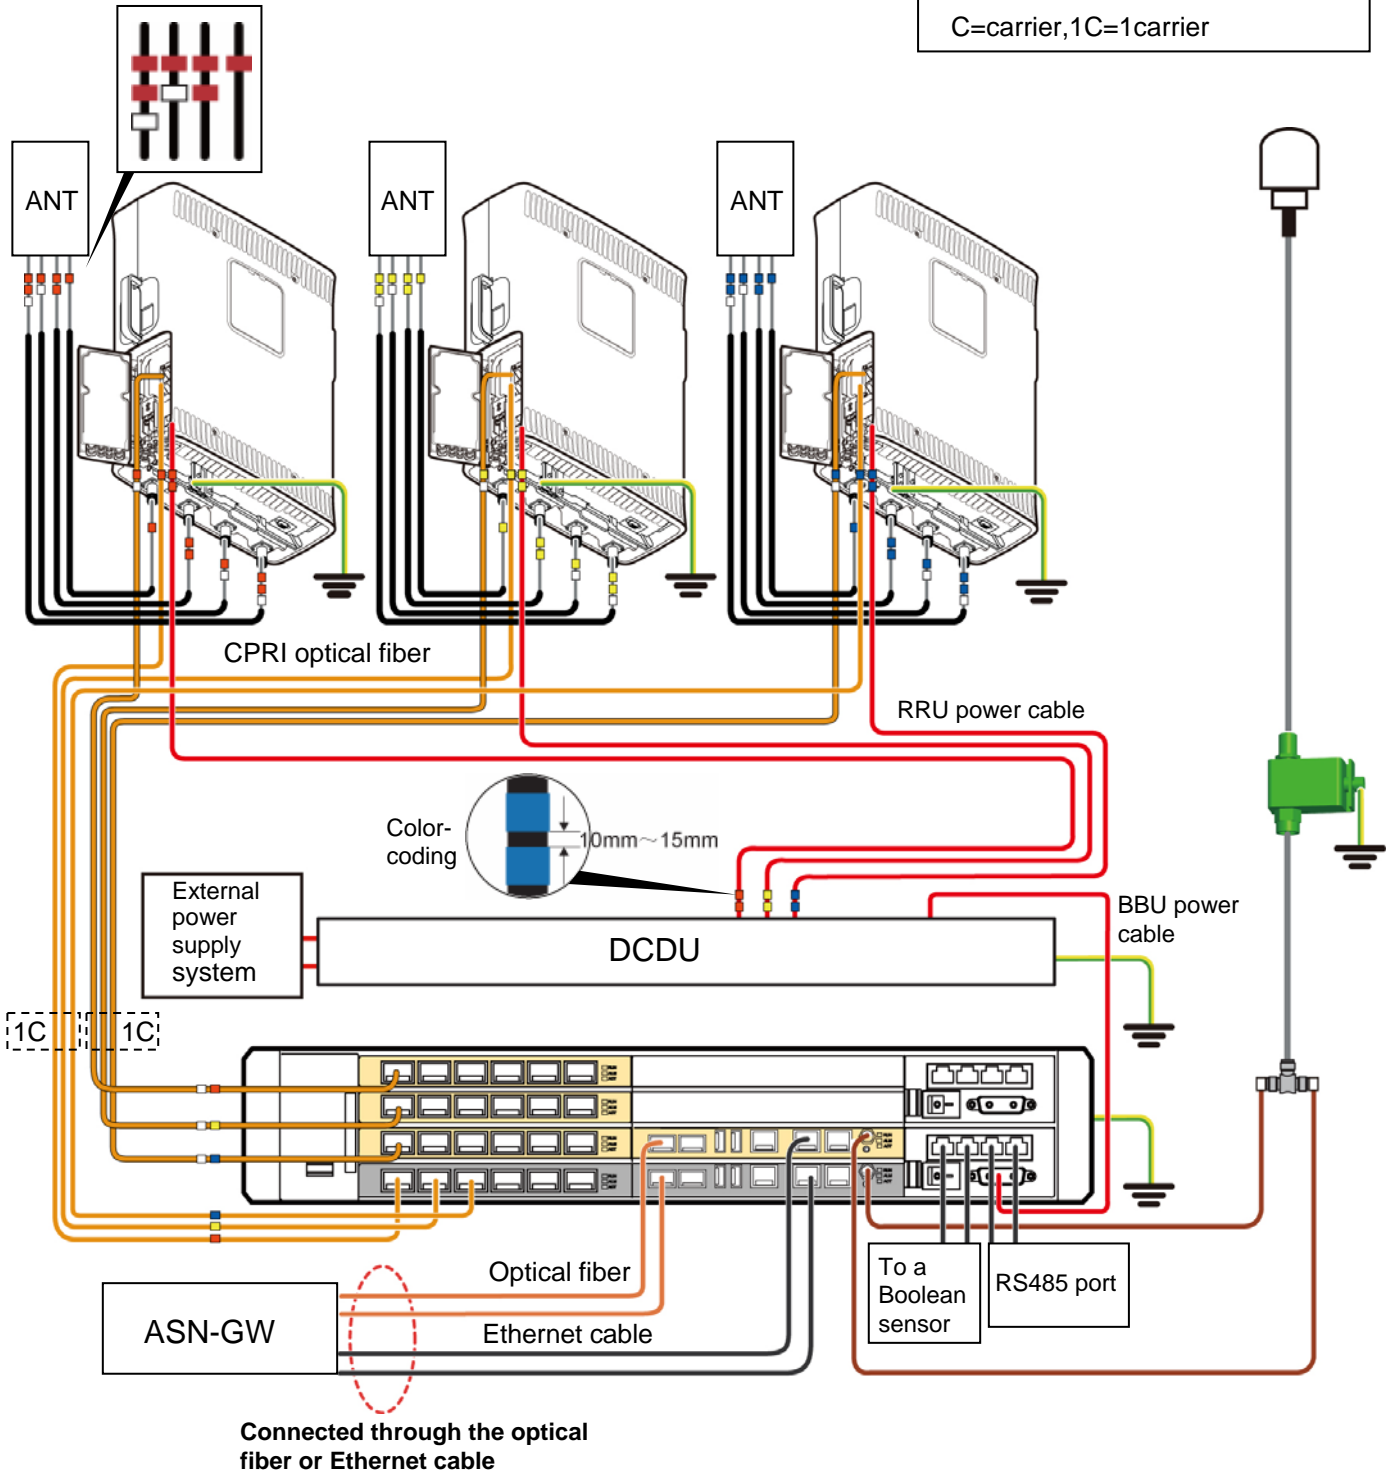 C=carrier,1C=1carrier
ANT
ANT
ANT
CPRI optical fiber
RRU power cable
Color-
coding
10mm～15mm
External
power
supply
system
DCDU
BBU power
cable
1C
1C
Optical fiber
To a
Boolean
sensor
RS485 port
ASN-GW
Ethernet cable
Connected through the optical
fiber or Ethernet cable